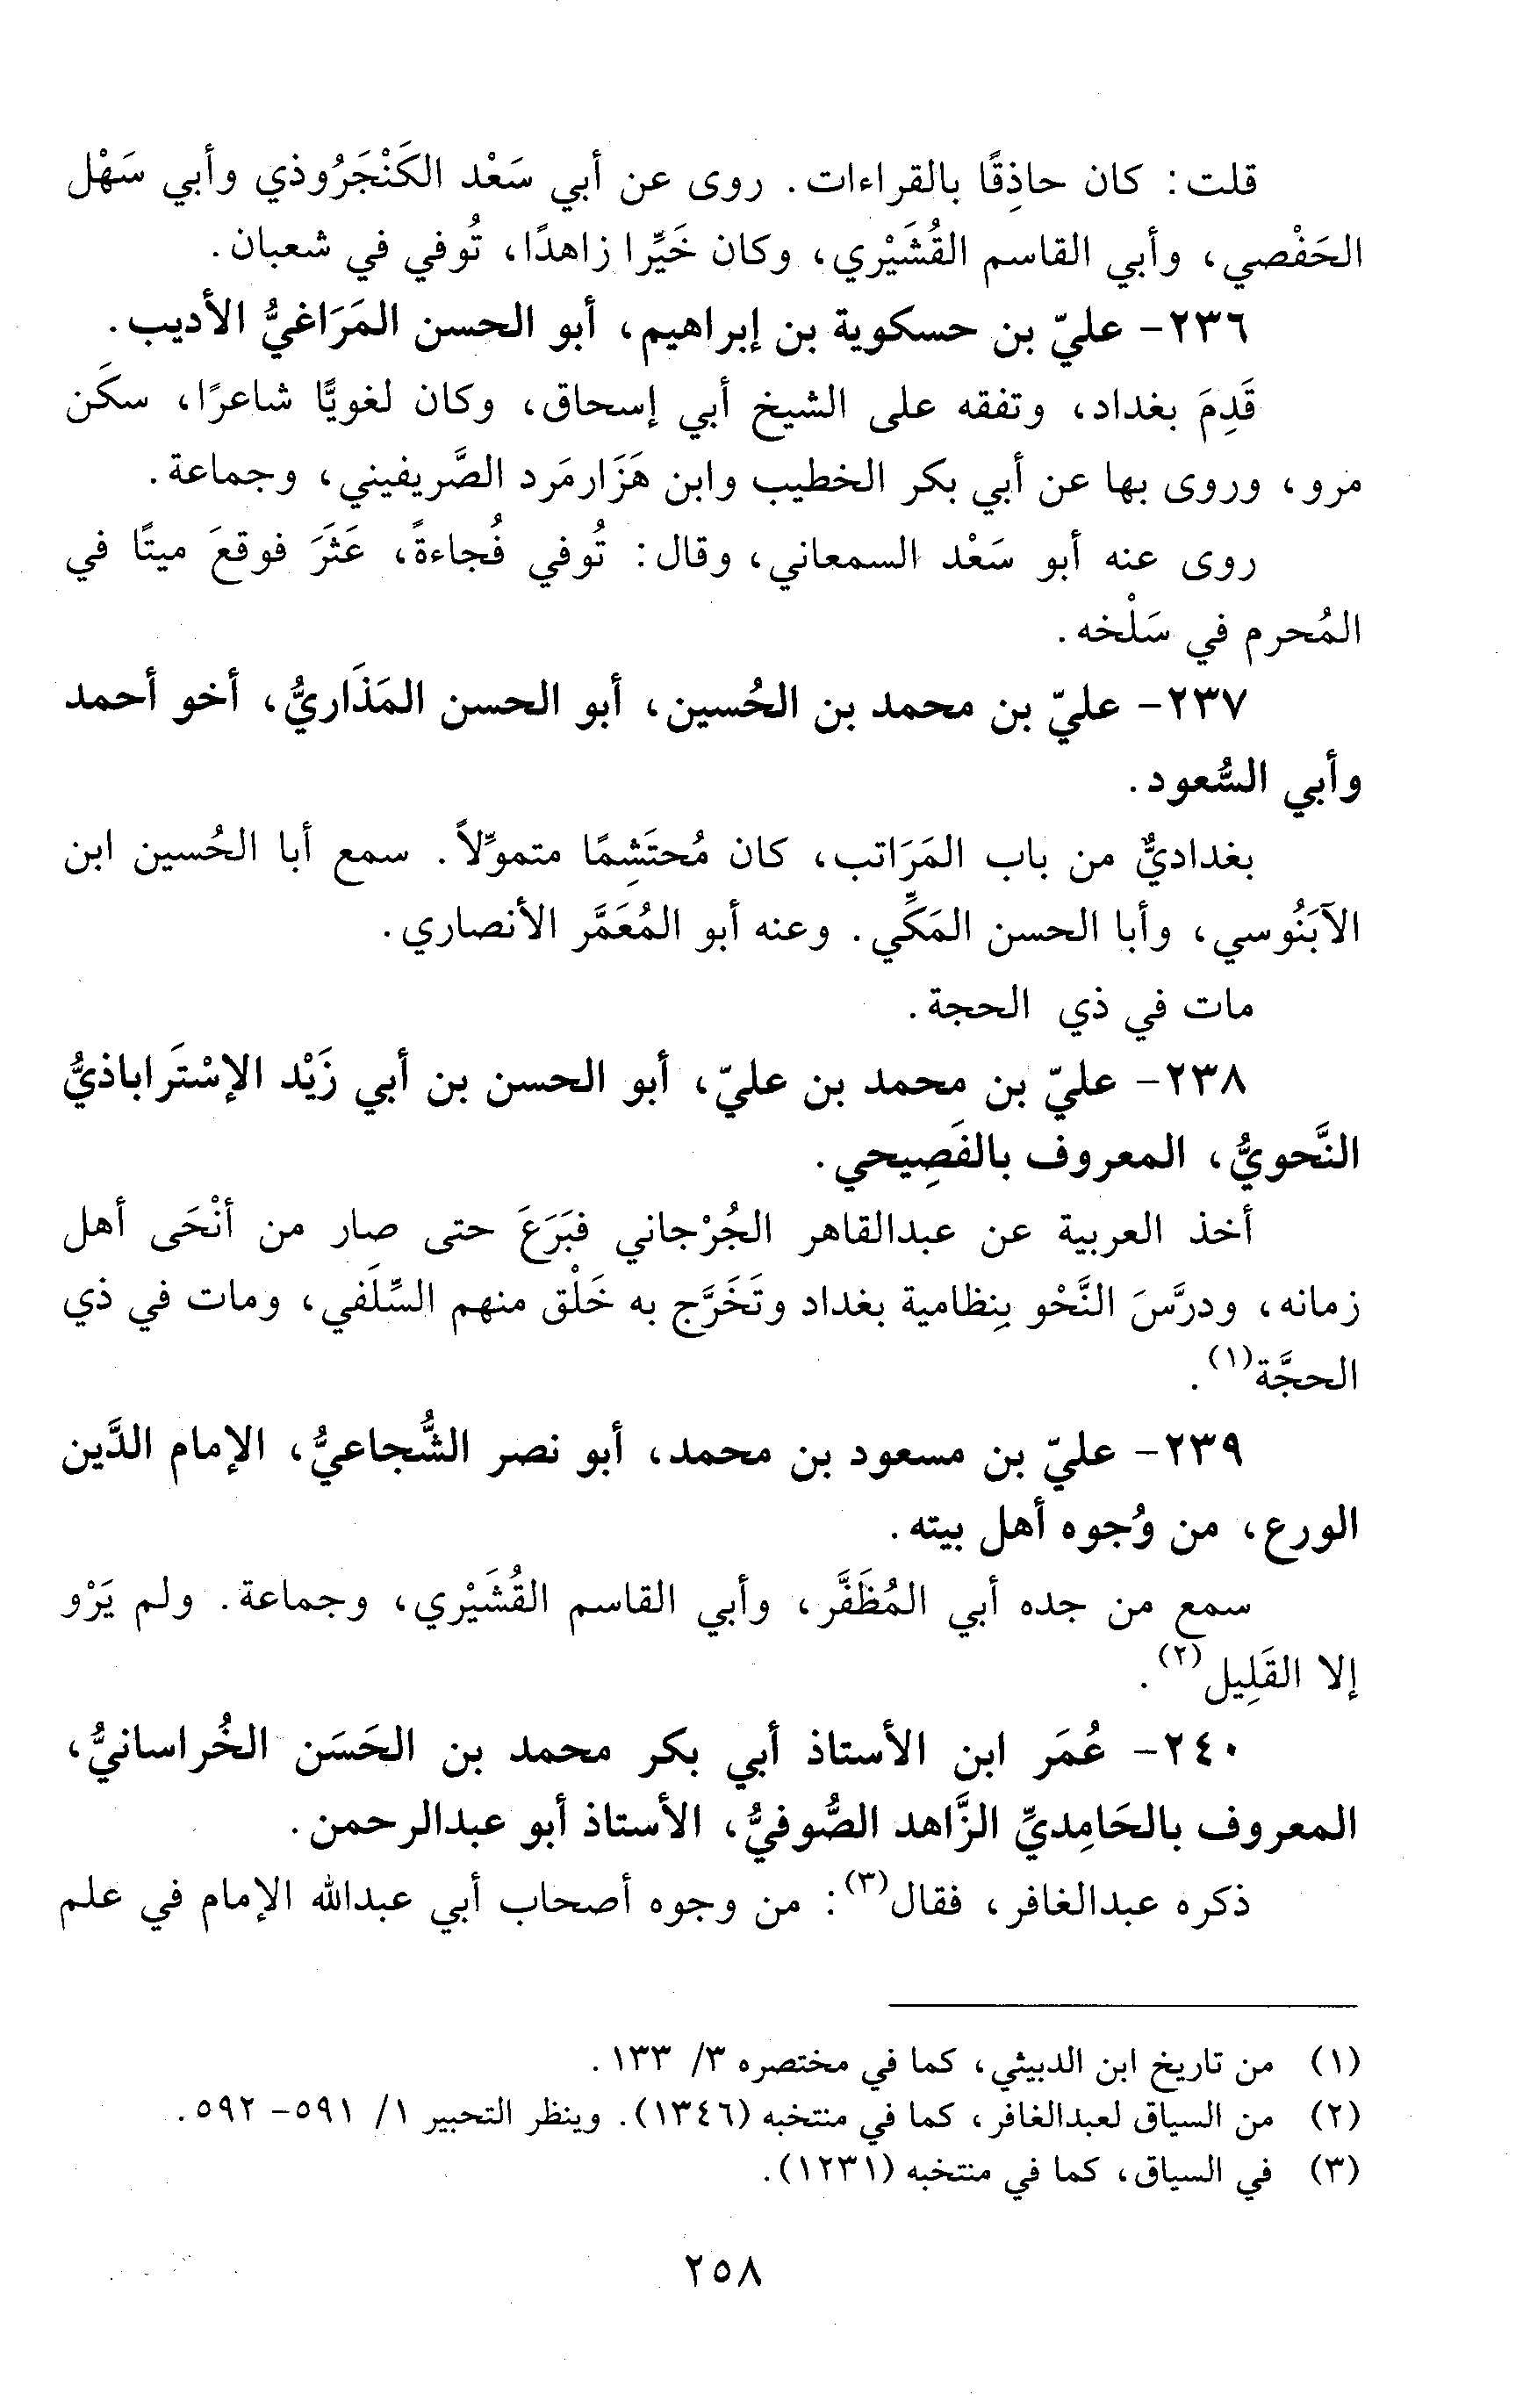 قلت: كان حاذِقًا بالقراءات. روى عن أبي سَعْد الكَنْجَرُوذي وأبي سَهْل
الحَفْصي، وأبي القاسم القُشَيْري، وكان خَيِّرا زاهدًا، تُوفي في شعبان.
٢٣٦- عليّ بن حسكوية بن إبراهيم، أبو الحسن المَرَاغيُّ الأديب.
قَدِمَ بغداد، وتفقه على الشيخ أبي إسحاق، وكان لغويًّا شاعرًا، سكَن
مرو، وروى بها عن أبي بكر الخطيب وابن هَزَارمَرد الصَّريفيني، وجماعة.
روى عنه أبو سَعْد السمعاني، وقال: تُوفي فُجاءةً، عَثَرَ فوقعَ ميتًا في
المُحرم في سَلْخه.
٢٣٧- عليّ بن محمد بن الحُسين، أبو الحسن المَذَاريُّ، أخو أحمد
وأبي السُّعود.
بغداديٌّ من باب المَرَاتب، كان مُحتَشِمًا متموِّلاً. سمع أبا الحُسين ابن
الآبَنُوسي، وأبا الحسن المَكِّي. وعنه أبو المُعَمَّر الأنصاري.
مات في ذي الحجة.
٢٣٨- عليّ بن محمد بن عليّ، أبو الحسن بن أبي زَيْد الإسْتَراباذيُّ
النَّحويُّ، المعروف بالفَصِيحي.
أخذ العربية عن عبدالقاهر الجُرْجاني فبَرَعَ حتى صار من أنْحَى أهل
زمانه، ودرَّسَ النَّحْو بِنظامية بغداد وتَخَرَّج به خَلْق منهم السِّلَفي، ومات في ذي
الحجَّة(١).
٢٣٩- عليّ بن مسعود بن محمد، أبو نصر الشُّجاعيُّ، الإمام الدَّين
الورع، من وُجوه أهل بيته.
سمع من جده أبي المُظَفَّر، وأبي القاسم القُشَيْري، وجماعة. ولم يَرْو
إلا القَلِيل(٢).
٢٤٠- عُمَر ابن الأستاذ أبي بكر محمد بن الحَسَن الخُراسانيُّ،
المعروف بالحَامِديِّ الزَّاهد الصُّوفيُّ، الأستاذ أبو عبدالرحمن.
ذكره عبدالغافر، فقال(٣): من وجوه أصحاب أبي عبدالله الإمام في علم
(١) من تاريخ ابن الدبيثي، كما في مختصره ٣/ ١٣٣.
(٢) من السياق لعبدالغافر، كما في منتخبه (١٣٤٦). وينظر التحبير ١/ ٥٩١- ٥٩٢.
(٣) في السياق، كما في منتخبه (١٢٣١).
٢٥٨